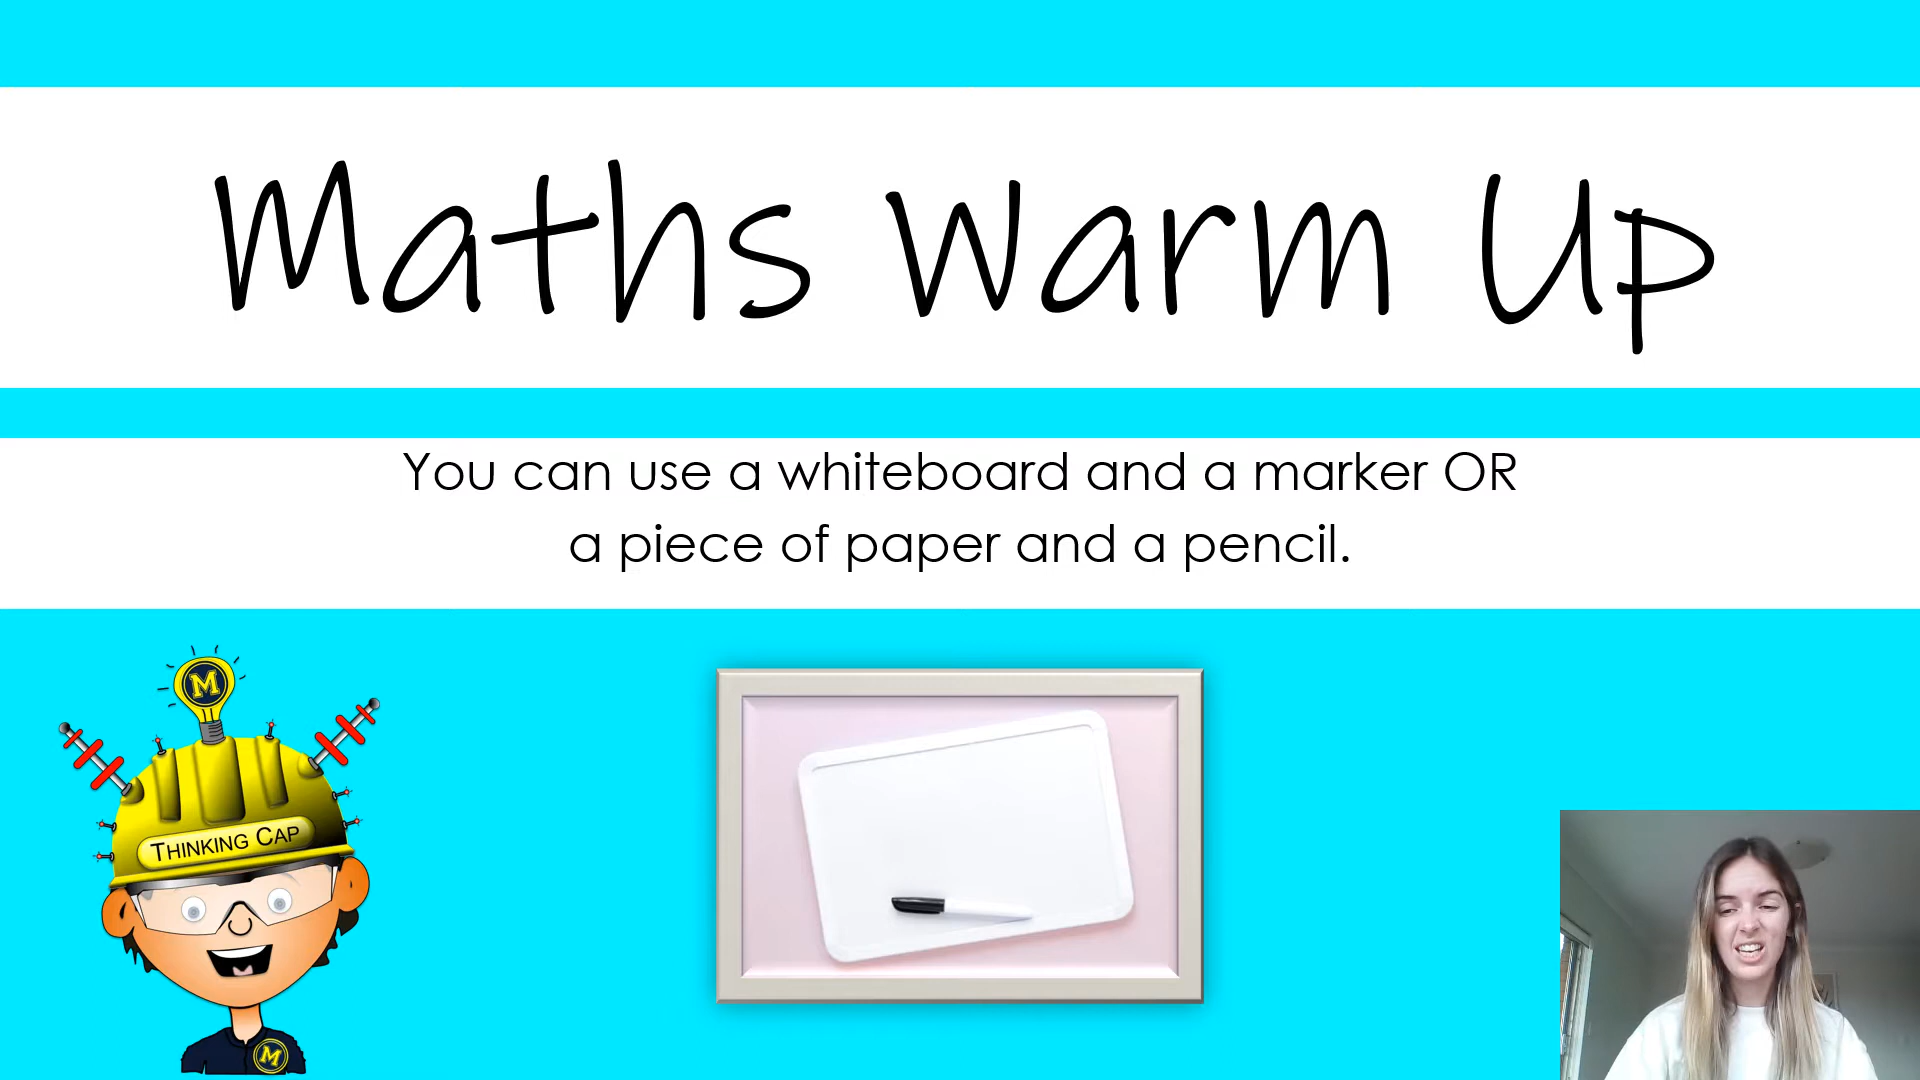 Maths Warm Up
You can use a whiteboard and a marker OR
a piece of paper and a pencil.
M
THINKING CAP
M